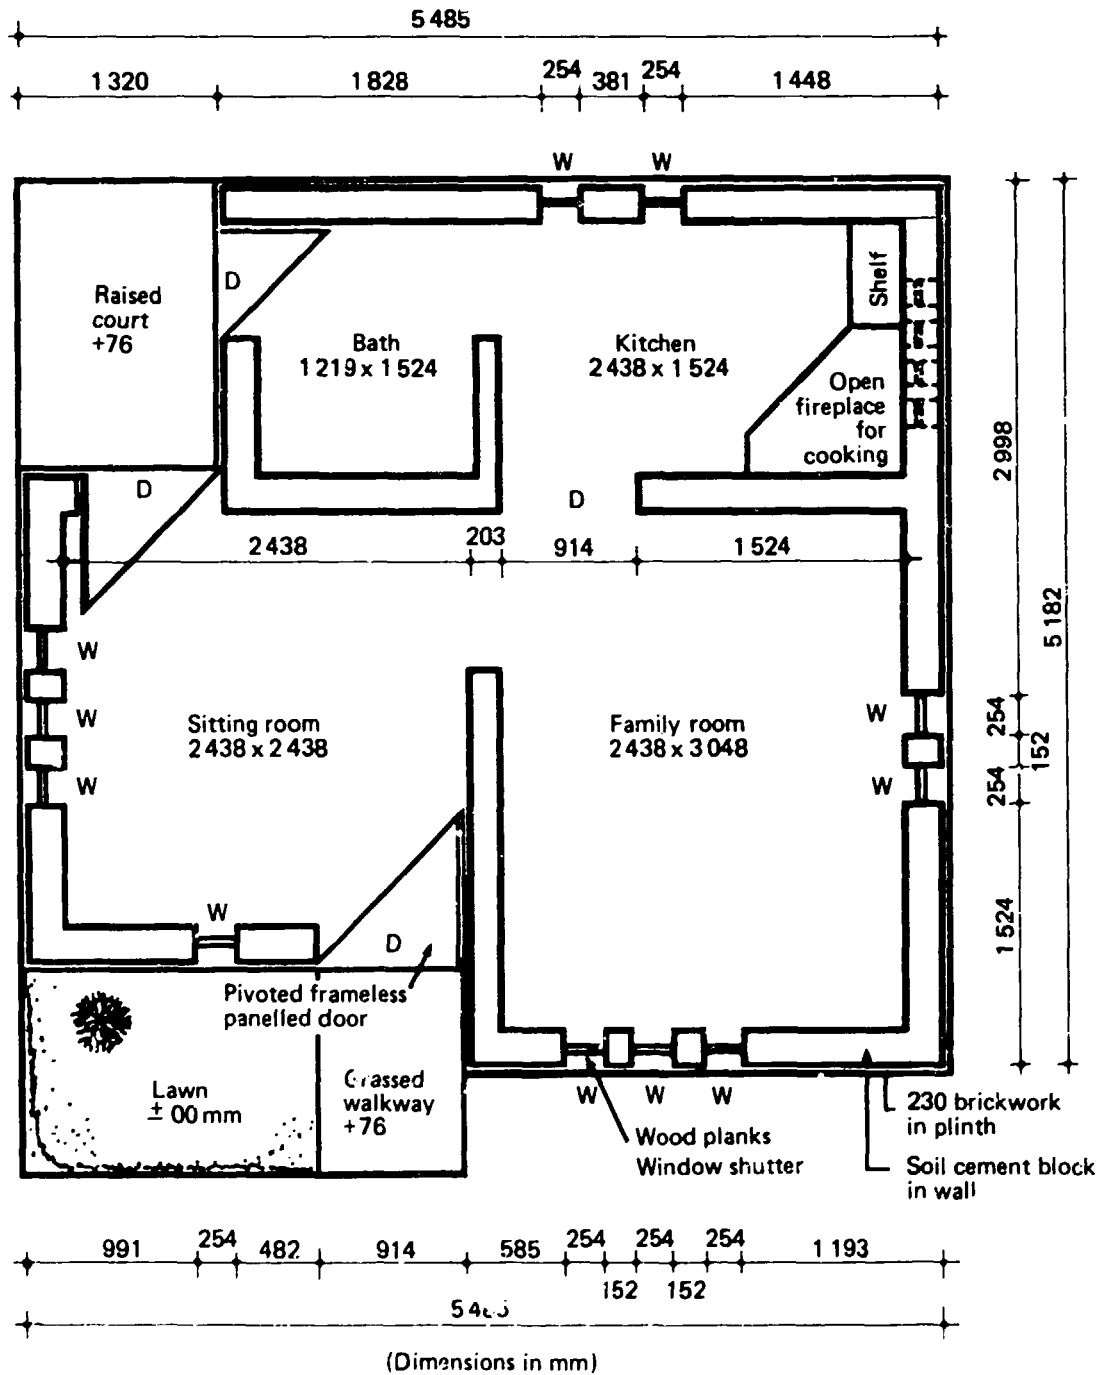 5 485
1 320
1 828
254
381
254
1 448
W
W
D
Raised
court
+76
Bath
1 219 x 1 524
Kitchen
2 438 x 1 524
Shelf
Open
fireplace
for
cooking
D
D
2 438
203
914
1 524
2998
5 182
254
152
254
1 524
W
W
W
Sitting room
2 438 x 2 438
Family room
2 438 x 3 048
W
W
W
D
Pivoted frameless
panelled door
Lawn
± 00 mm
Grassed
walkway
+76
W
W
W
Wood planks
Window shutter
230 brickwork
in plinth
Soil cement block
in wall
991
254
482
914
585
254
254
254
1 193
152
152
(Dimensions in mm)